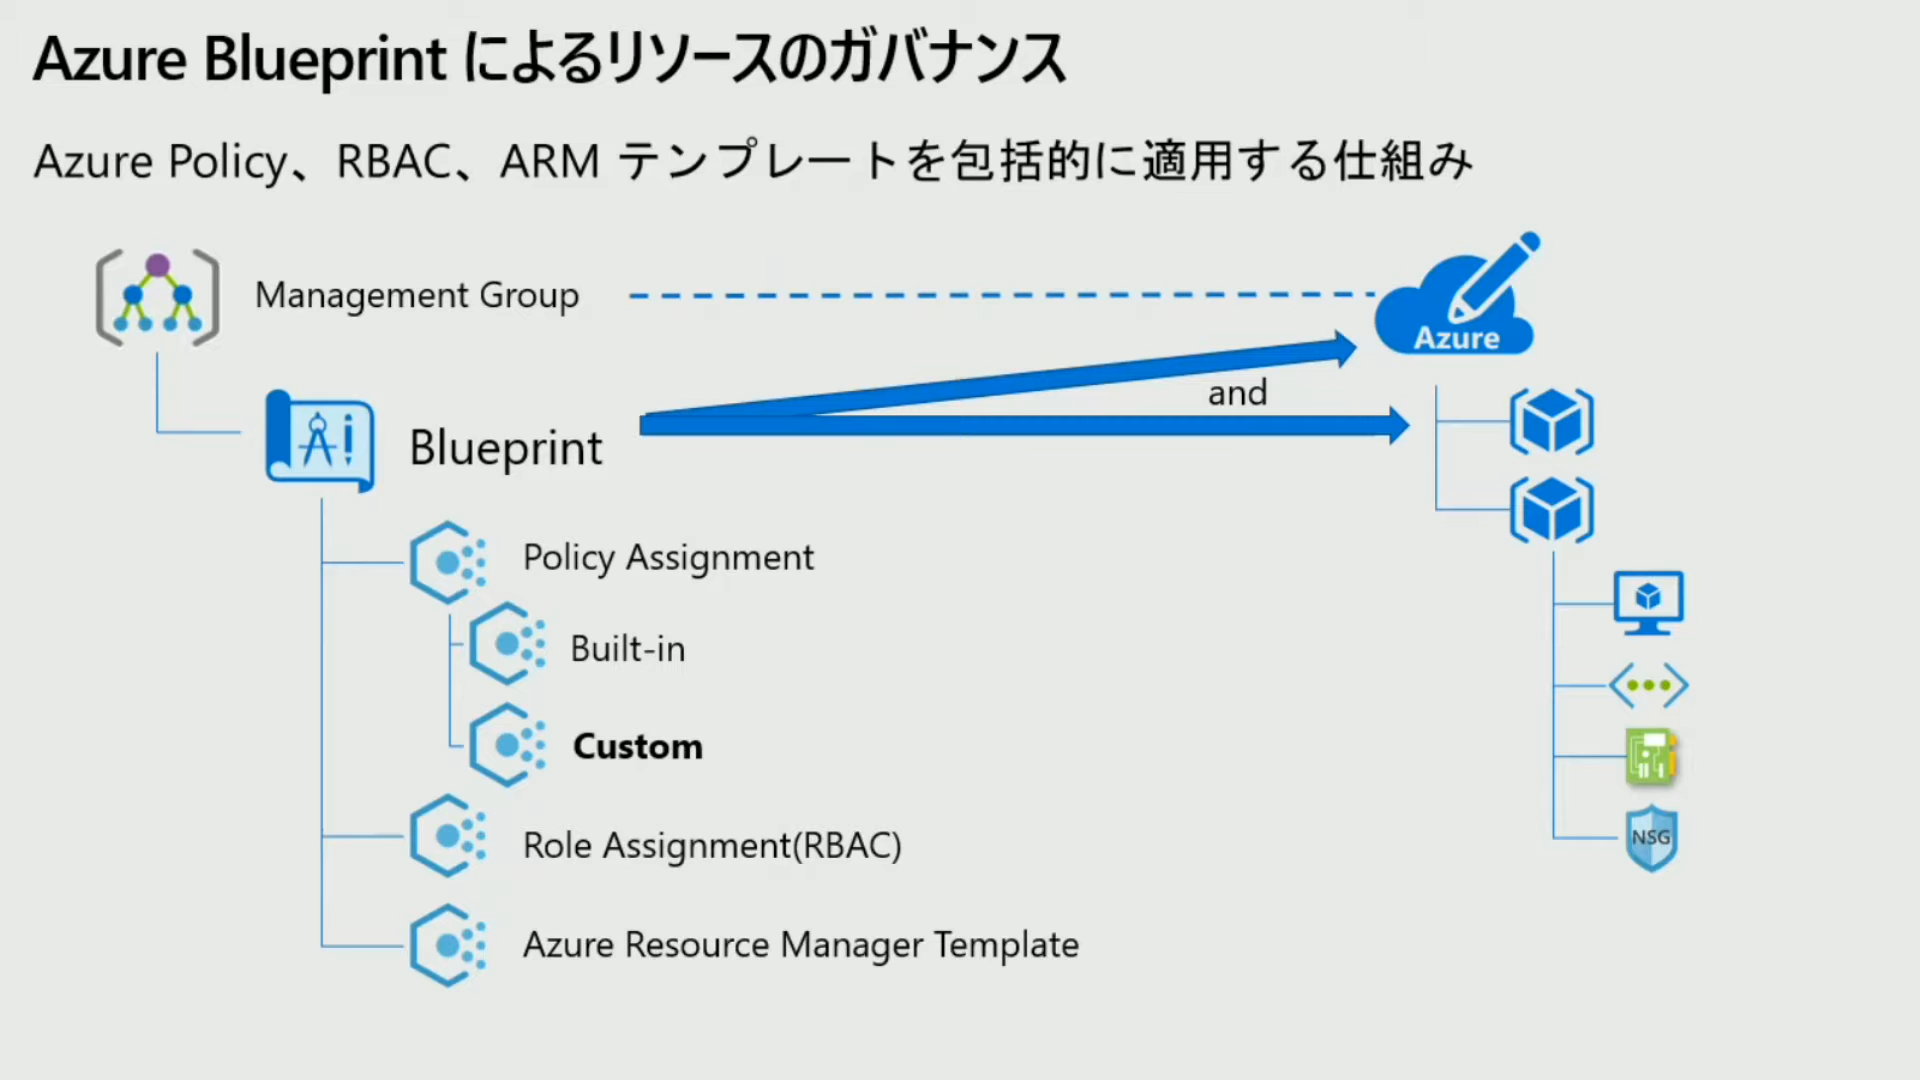 Azure Blueprint によるリソースのガバナンス
Azure Policy、RBAC、ARM テンプレートを包括的に適用する仕組み
Management Group
Azure
and
Blueprint
Policy Assignment
Built-in
Custom
Role Assignment(RBAC)
NSG
Azure Resource Manager Template